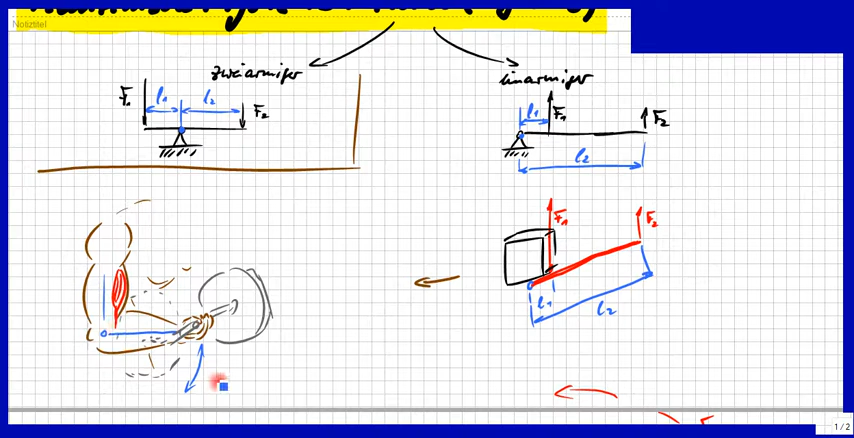 Notiztitel
zweiarmiger
einarmiger
F₁ l₁ l₂ F₂
l₁ F₁ F₂
l₂
F₁ F₂
l₁ l₂
1 / 2